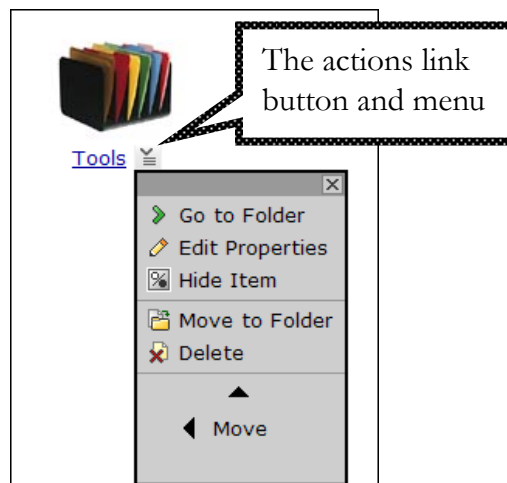 The actions link
button and menu
Tools
Go to Folder
Edit Properties
Hide Item
Move to Folder
Delete
Move